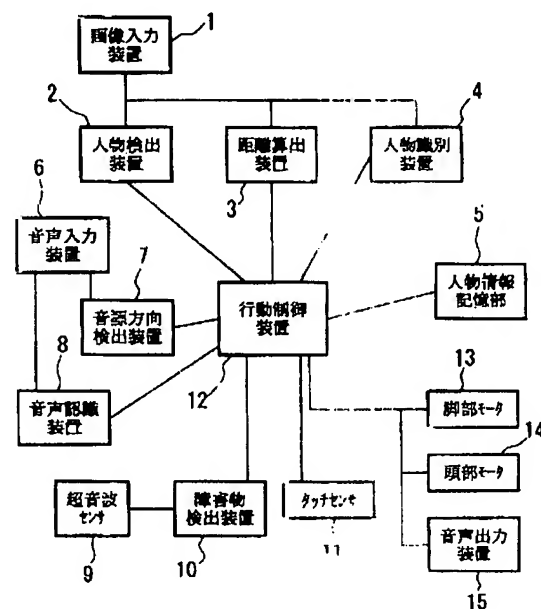 画像入力
装置
1
2
人物検出
装置
距離算出
装置
3
人物識別
装置
4
6
音声入力
装置
7
音源方向
検出装置
行動制御
装置
12
5
人物情報
記憶部
8
音声認識
装置
13
脚部モータ
14
頭部モータ
超音波
センサ
9
障害物
検出装置
10
タッチセンサ
11
音声出力
装置
15